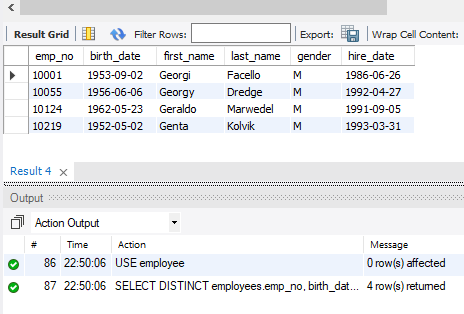 Result Grid Filter Rows: Export: Wrap Cell Content:
emp_no birth_date first_name last_name gender hire_date
10001 1953-09-02 Georgi Facello M 1986-06-26
10055 1956-06-06 Georgy Dredge M 1992-04-27
10124 1962-05-23 Geraldo Marwedel M 1991-09-05
10219 1952-05-02 Genta Kolvik M 1993-03-31
Result 4
Output
Action Output
# Time Action Message
86 22:50:06 USE employee 0 row(s) affected
87 22:50:06 SELECT DISTINCT employees.emp_no, birth_dat... 4 row(s) returned